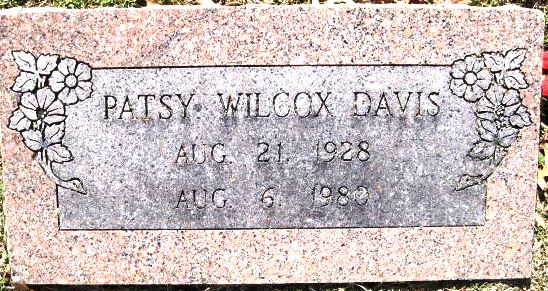 PATSY WILCOX DAVIS
AUG. 21, 1928
AUG. 6, 1980